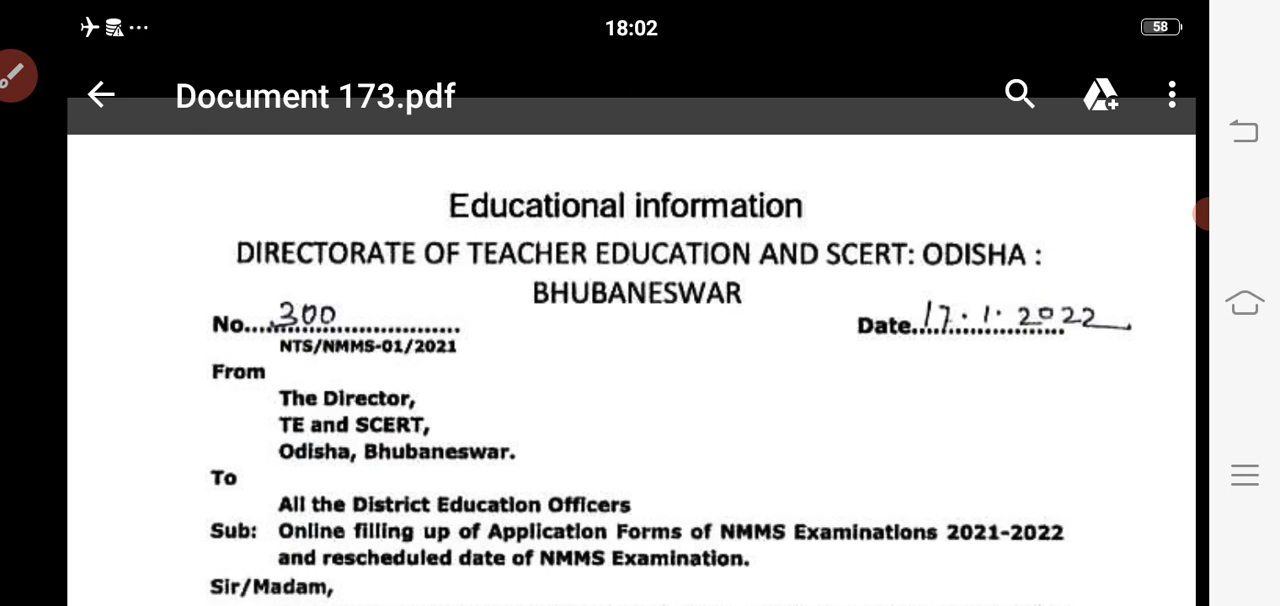 18:02
58
Document 173.pdf
Educational information
DIRECTORATE OF TEACHER EDUCATION AND SCERT: ODISHA :
BHUBANESWAR
No.....300............................ Date.....17.1.2022
NTS/NMMS-01/2021
From
The Director,
TE and SCERT,
Odisha, Bhubaneswar.
To
All the District Education Officers
Sub: Online filling up of Application Forms of NMMS Examinations 2021-2022
and rescheduled date of NMMS Examination.
Sir/Madam,